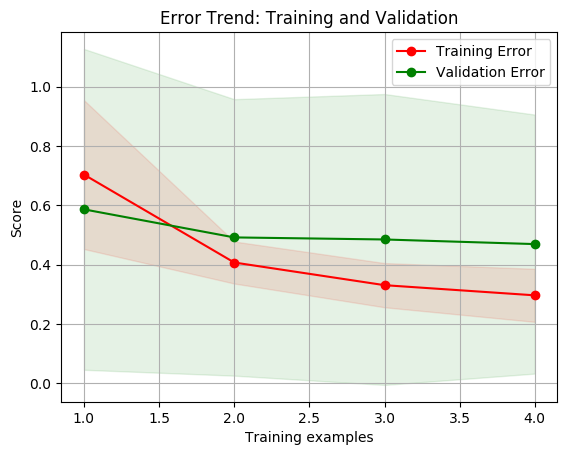 Error Trend: Training and Validation
Training Error
Validation Error
Score
1.0
0.8
0.6
0.4
0.2
0.0
1.0 1.5 2.0 2.5 3.0 3.5 4.0
Training examples